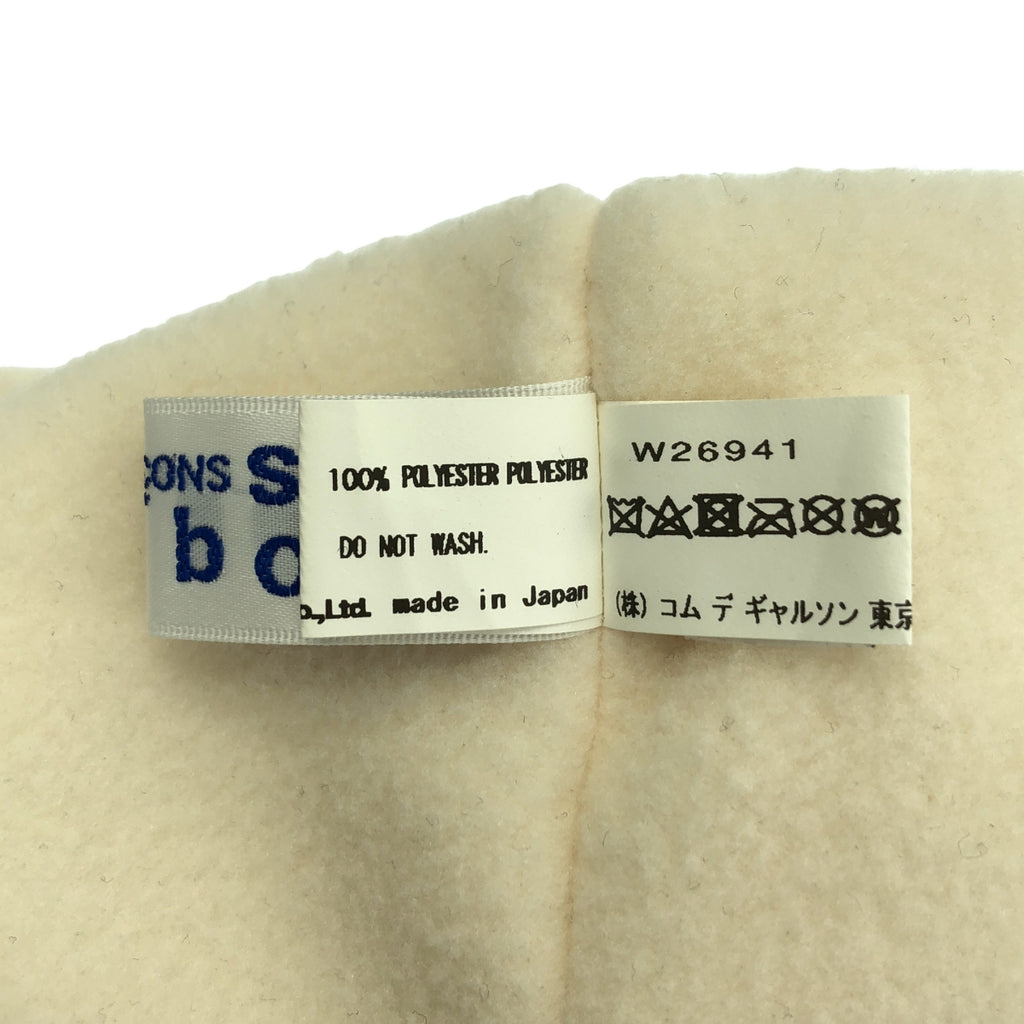 ÇONS S
b
100% POLYESTER POLYESTER
DO NOT WASH.
o.,Ltd. made in Japan
W26941
(株) コム デ ギャルソン 東京